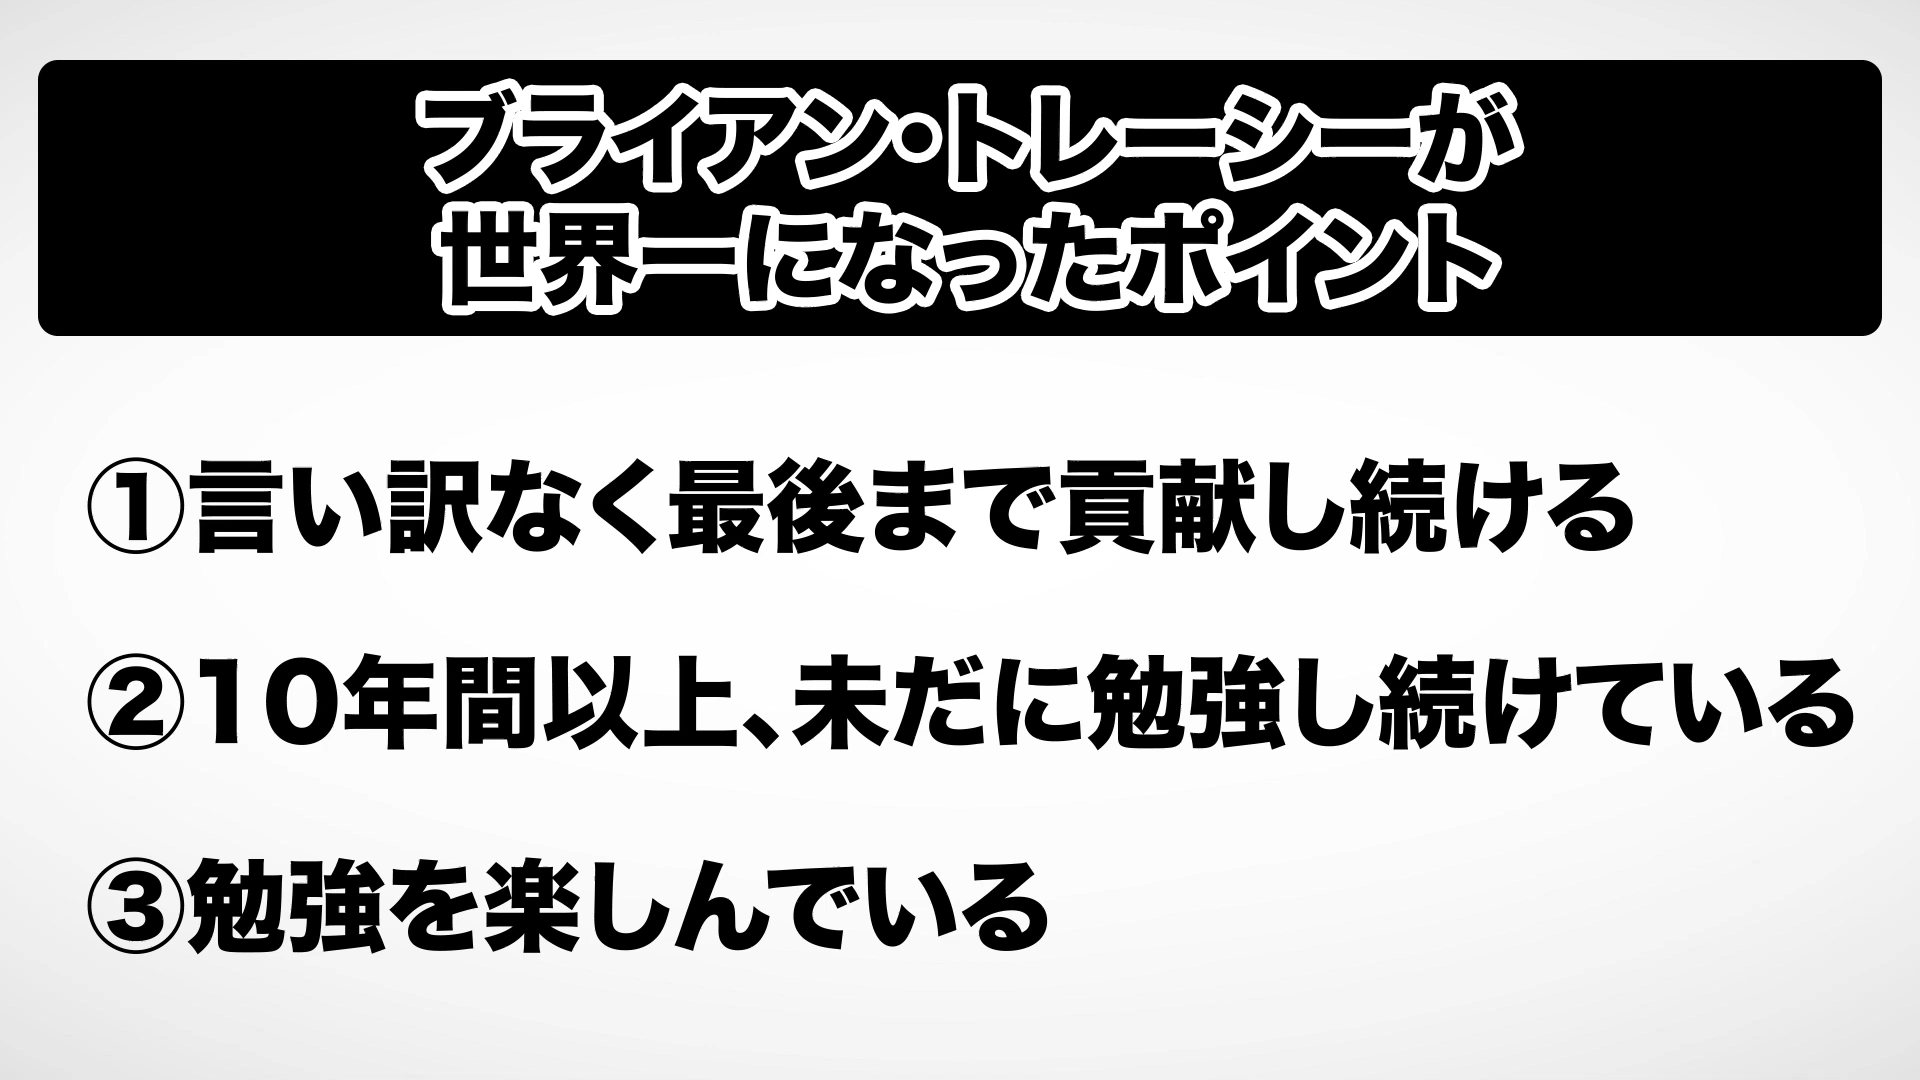 ブライアン・トレーシーが
世界一になったポイント
①言い訳なく最後まで貢献し続ける
②10年間以上、未だに勉強し続けている
③勉強を楽しんでいる